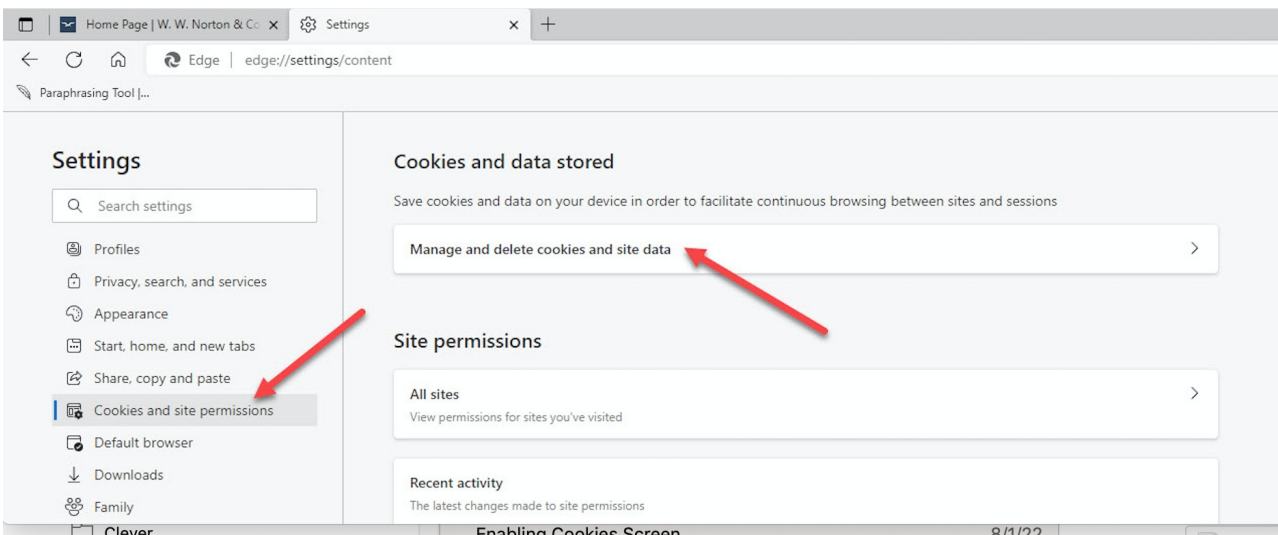 Home Page | W. W. Norton & Co
Settings
Edge | edge://settings/content
Paraphrasing Tool |...
Settings
Search settings
Profiles
Privacy, search, and services
Appearance
Start, home, and new tabs
Share, copy and paste
Cookies and site permissions
Default browser
Downloads
Family
Cookies and data stored
Save cookies and data on your device in order to facilitate continuous browsing between sites and sessions
Manage and delete cookies and site data
Site permissions
All sites
View permissions for sites you've visited
Recent activity
The latest changes made to site permissions
Clever
Enabling Cookies Screen
8/1/22